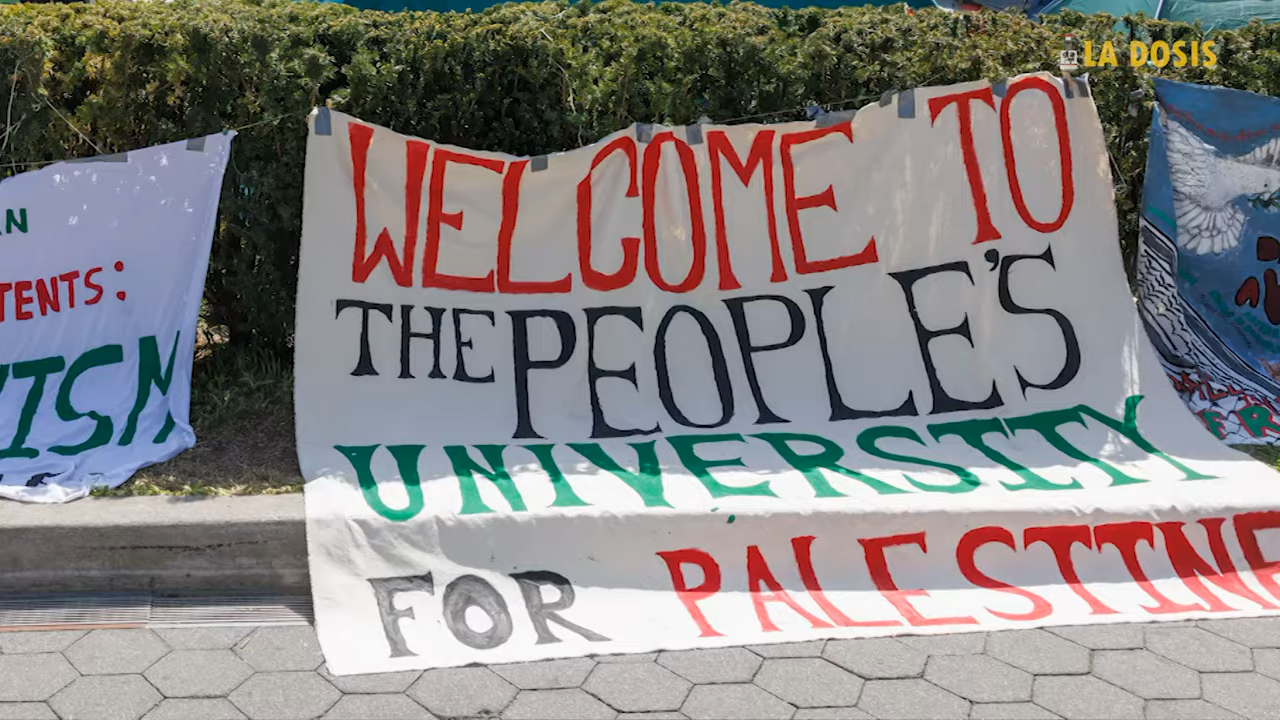 LA DOSIS
TENTS:
WELCOME TO
THE PEOPLE'S
UNIVERSITY
FOR PALESTINE